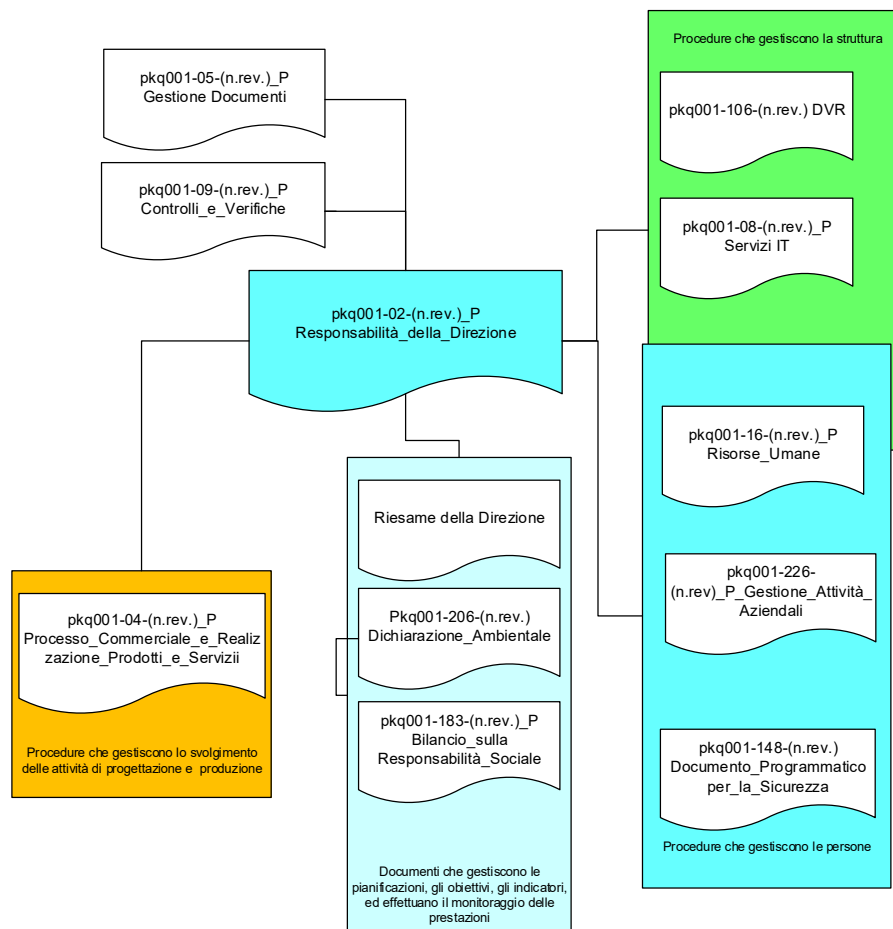 pkq001-05-(n.rev.)_P
Gestione Documenti
pkq001-09-(n.rev.)_P
Controlli_e_Verifiche
pkq001-02-(n.rev.)_P
Responsabilità_della_Direzione
Procedure che gestiscono la struttura
pkq001-106-(n.rev.) DVR
pkq001-08-(n.rev.)_P
Servizi IT
pkq001-16-(n.rev.)_P
Risorse_Umane
pkq001-226-
(n.rev)_P_Gestione_Attività_
Aziendali
pkq001-148-(n.rev.)
Documento_Programmatico
per_la_Sicurezza
Procedure che gestiscono le persone
Riesame della Direzione
Pkq001-206-(n.rev.)
Dichiarazione_Ambientale
pkq001-183-(n.rev.)_P
Bilancio_sulla
Responsabilità_Sociale
Documenti che gestiscono le
pianificazioni, gli obiettivi, gli indicatori,
ed effettuano il monitoraggio delle
prestazioni
pkq001-04-(n.rev.)_P
Processo_Commerciale_e_Realiz
zazione_Prodotti_e_Servizii
Procedure che gestiscono lo svolgimento
delle attività di progettazione e  produzione